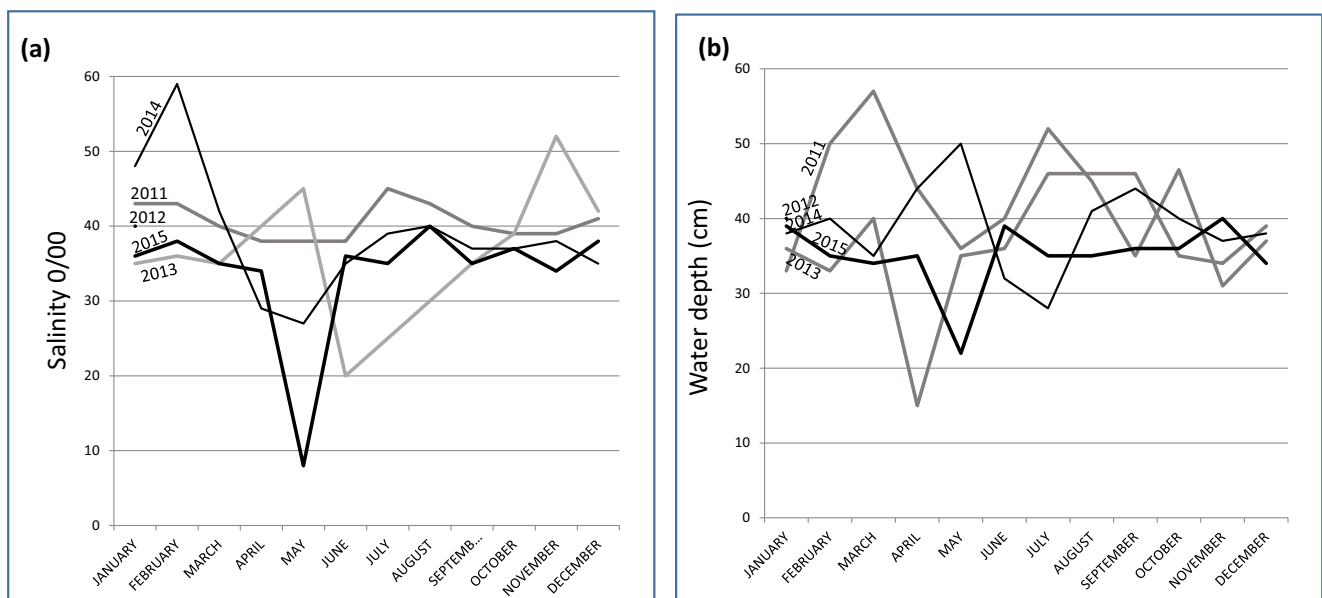 (a)
Salinity 0/00
60
50
40
30
20
10
0
2014
2011
2012
2015
2013
JANUARY
FEBRUARY
MARCH
APRIL
MAY
JUNE
JULY
AUGUST
SEPTEMB...
OCTOBER
NOVEMBER
DECEMBER
(b)
Water depth (cm)
60
50
40
30
20
10
0
2011
2012
2014
2015
2013
JANUARY
FEBRUARY
MARCH
APRIL
MAY
JUNE
JULY
AUGUST
SEPTEMBER
OCTOBER
NOVEMBER
DECEMBER